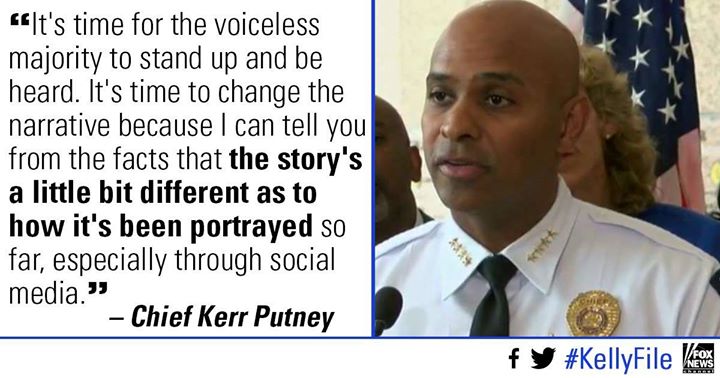 “It's time for the voiceless
majority to stand up and be
heard. It's time to change the
narrative because I can tell you
from the facts that the story's
a little bit different as to
how it's been portrayed so
far, especially through social
media.”
– Chief Kerr Putney
CHIEF
f #KellyFile
FOX
NEWS
channel